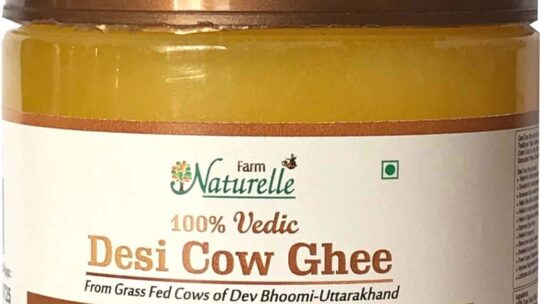 Farm
Naturelle
100% Vedic
Desi Cow Ghee
From Grass Fed Cows of Dev Bhoomi-Uttarakhand